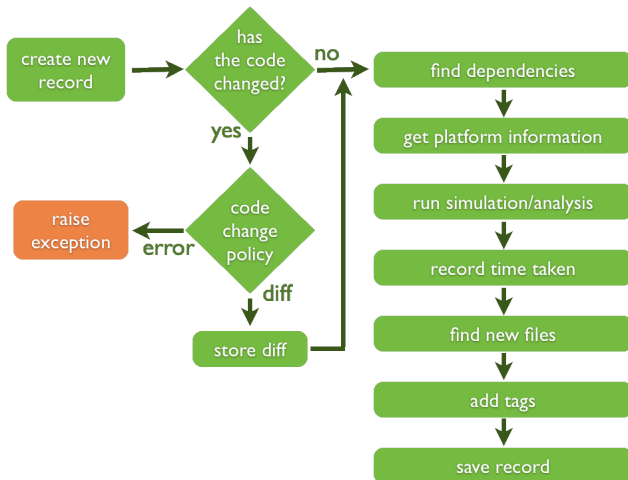 create new
record
has
the code
changed?
no
yes
code
change
policy
error
raise
exception
diff
store diff
find dependencies
get platform information
run simulation/analysis
record time taken
find new files
add tags
save record